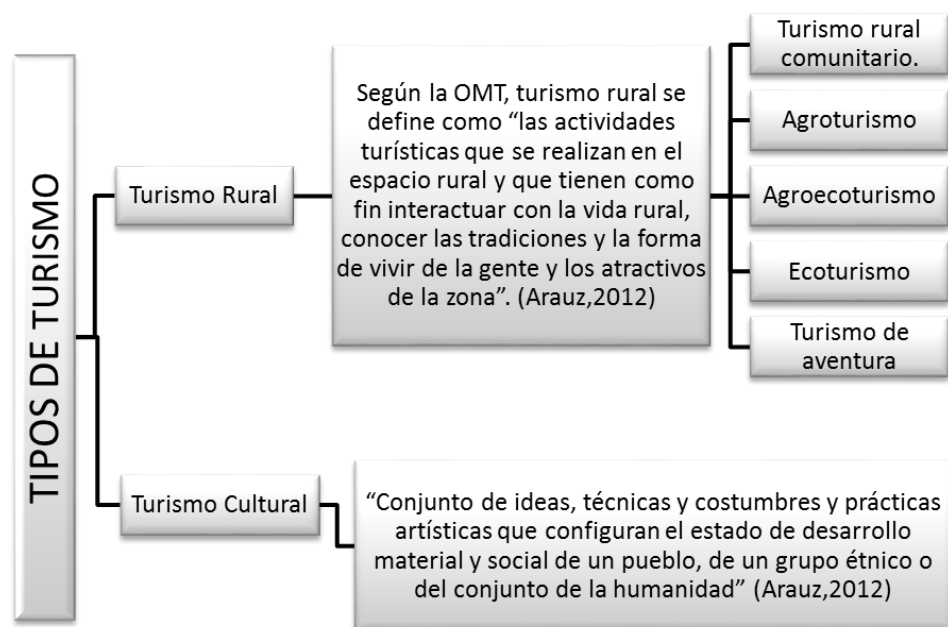 TIPOS DE TURISMO
Turismo Rural
Según la OMT, turismo rural se
define como “las actividades
turísticas que se realizan en el
espacio rural y que tienen como
fin interactuar con la vida rural,
conocer las tradiciones y la forma
de vivir de la gente y los atractivos
de la zona”. (Arauz,2012)
Turismo rural
comunitario.
Agroturismo
Agroecoturismo
Ecoturismo
Turismo de
aventura
Turismo Cultural
“Conjunto de ideas, técnicas y costumbres y prácticas
artísticas que configuran el estado de desarrollo
material y social de un pueblo, de un grupo étnico o
del conjunto de la humanidad” (Arauz,2012)